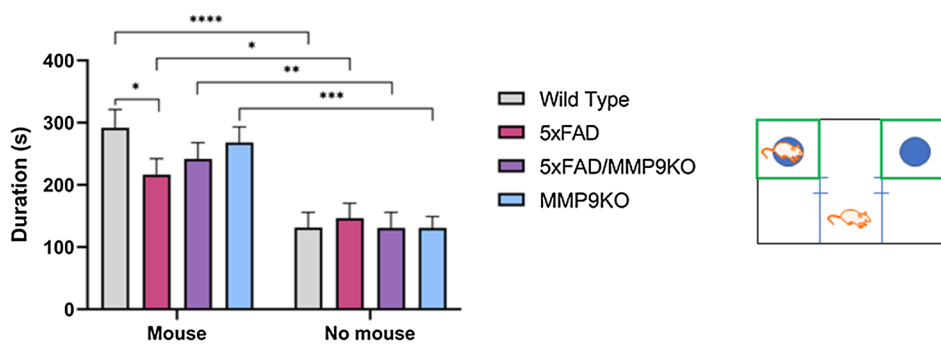 ****
*
**
***
*
400
300
200
100
0
Duration (s)
Mouse
No mouse
Wild Type
5xFAD
5xFAD/MMP9KO
MMP9KO